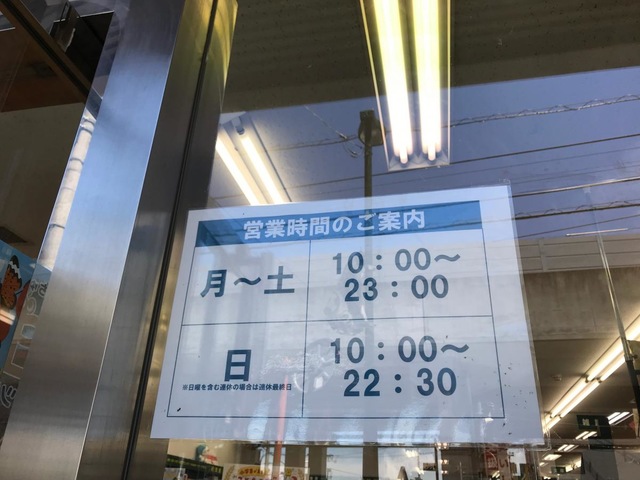 営業時間のご案内
月～土
10：00～
23：00
日
※日曜を含む連休の場合は連休最終日
10：00～
22：30